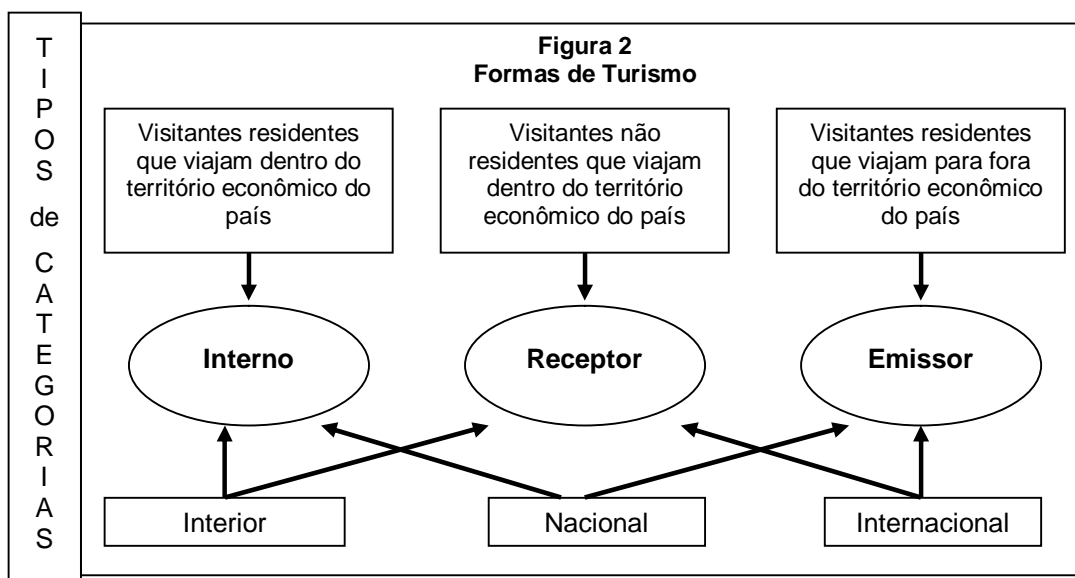 TIPOS de CATEGORIAS
Figura 2
Formas de Turismo
Visitantes residentes
que viajam dentro do
território econômico do
país
Visitantes não
residentes que viajam
dentro do território
econômico do país
Visitantes residentes
que viajam para fora
do território econômico
do país
Interno
Receptor
Emissor
Interior
Nacional
Internacional